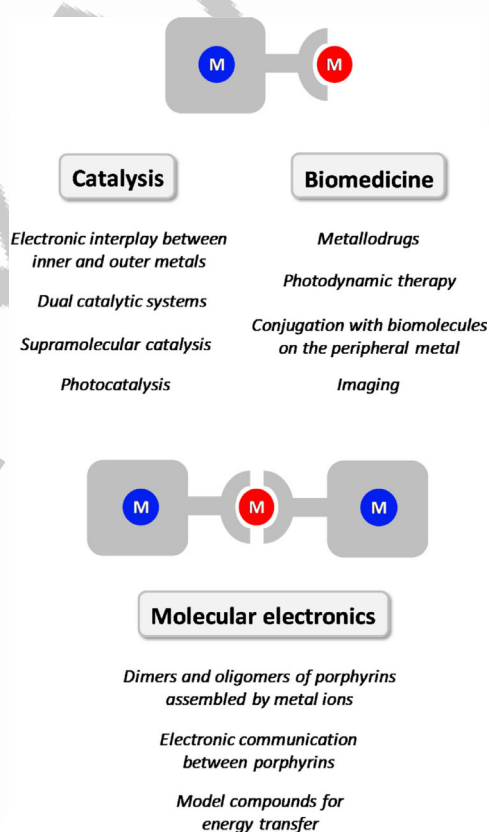 M
M
Catalysis
Electronic interplay between
inner and outer metals
Dual catalytic systems
Supramolecular catalysis
Photocatalysis
Biomedicine
Metallodrugs
Photodynamic therapy
Conjugation with biomolecules
on the peripheral metal
Imaging
M
M
M
Molecular electronics
Dimers and oligomers of porphyrins
assembled by metal ions
Electronic communication
between porphyrins
Model compounds for
energy transfer